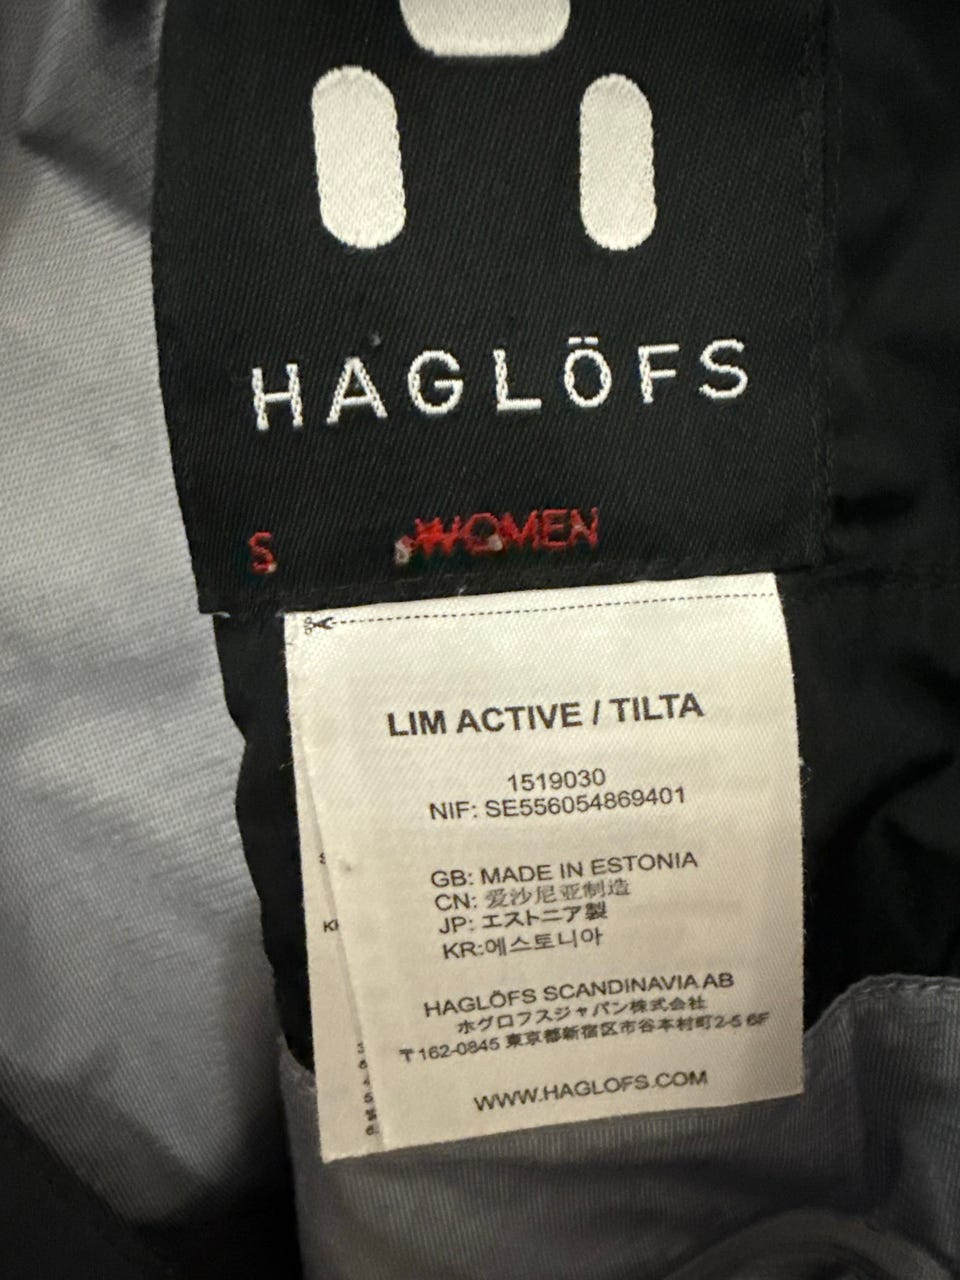 HAGLÖFS
S WOMEN
LIM ACTIVE / TILTA
1519030
NIF: SE556054869401
GB: MADE IN ESTONIA
CN: 爱沙尼亚制造
JP: エストニア製
KR:에스토니아
HAGLÖFS SCANDINAVIA AB
ホグロフスジャパン株式会社
〒162-0845 東京都新宿区市谷本村町2-5 6F
WWW.HAGLOFS.COM